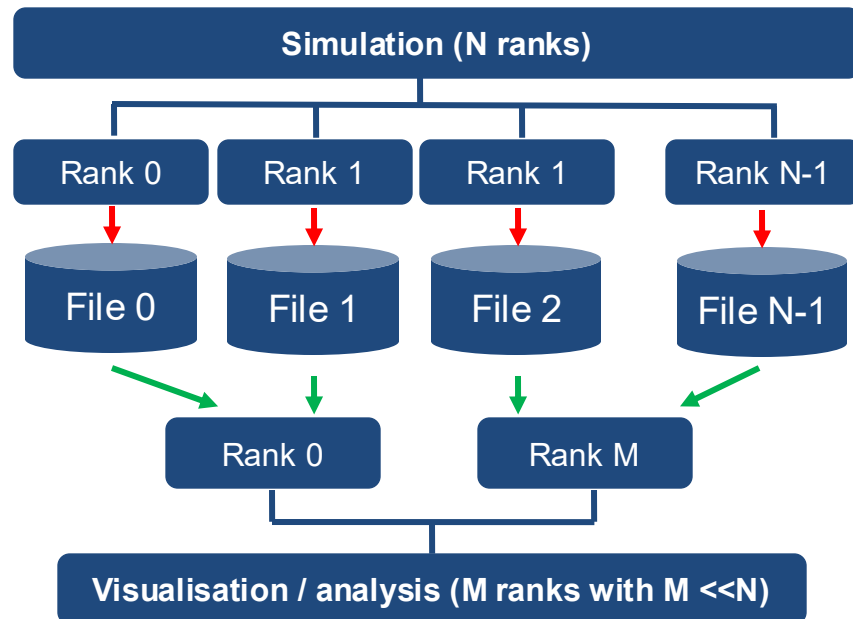 Simulation (N ranks)
Rank 0
Rank 1
Rank 1
Rank N-1
File 0
File 1
File 2
File N-1
Rank 0
Rank M
Visualisation / analysis (M ranks with M <<N)